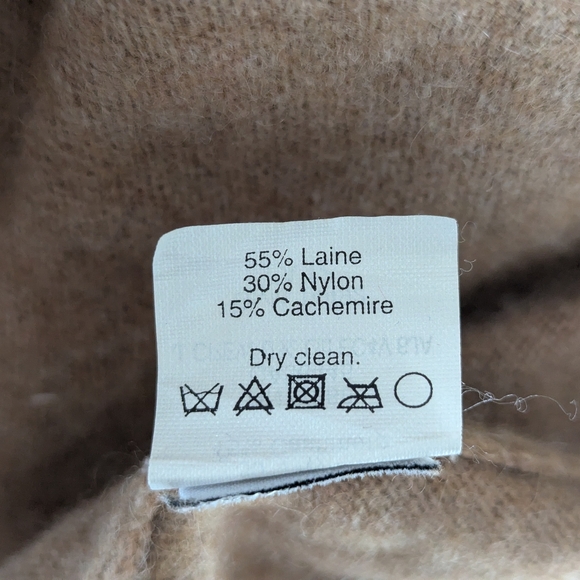 55% Laine
30% Nylon
15% Cachemire
Dry clean.